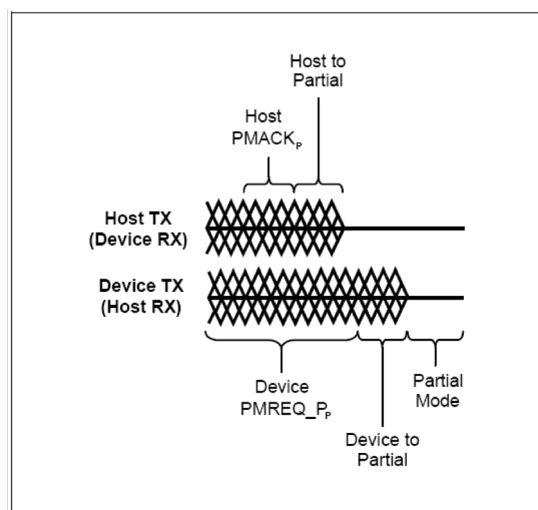 Host to
Partial
Host
PMACKP
Host TX
(Device RX)
Device TX
(Host RX)
Device
PMREQ_PP
Partial
Mode
Device to
Partial